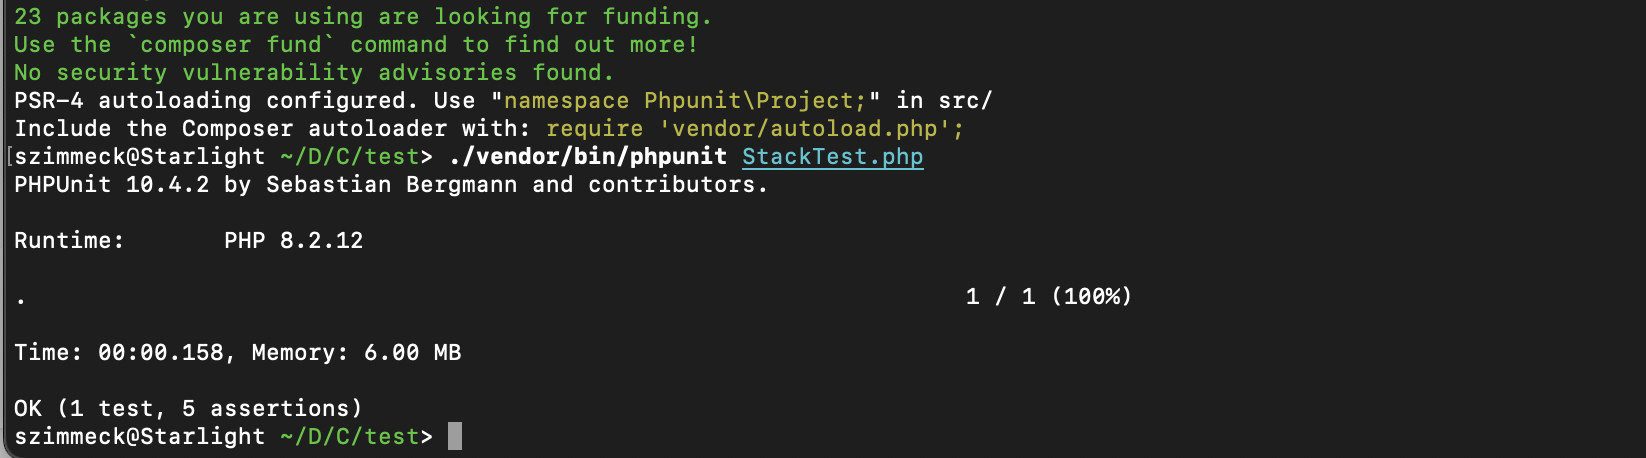 23 packages you are using are looking for funding.
Use the `composer fund` command to find out more!
No security vulnerability advisories found.
PSR-4 autoloading configured. Use "namespace Phpunit\Project;" in src/
Include the Composer autoloader with: require 'vendor/autoload.php';
[szimmeck@Starlight ~/D/C/test> ./vendor/bin/phpunit StackTest.php
PHPUnit 10.4.2 by Sebastian Bergmann and contributors.
Runtime:       PHP 8.2.12
.                                                                   1 / 1 (100%)
Time: 00:00.158, Memory: 6.00 MB
OK (1 test, 5 assertions)
szimmeck@Starlight ~/D/C/test>